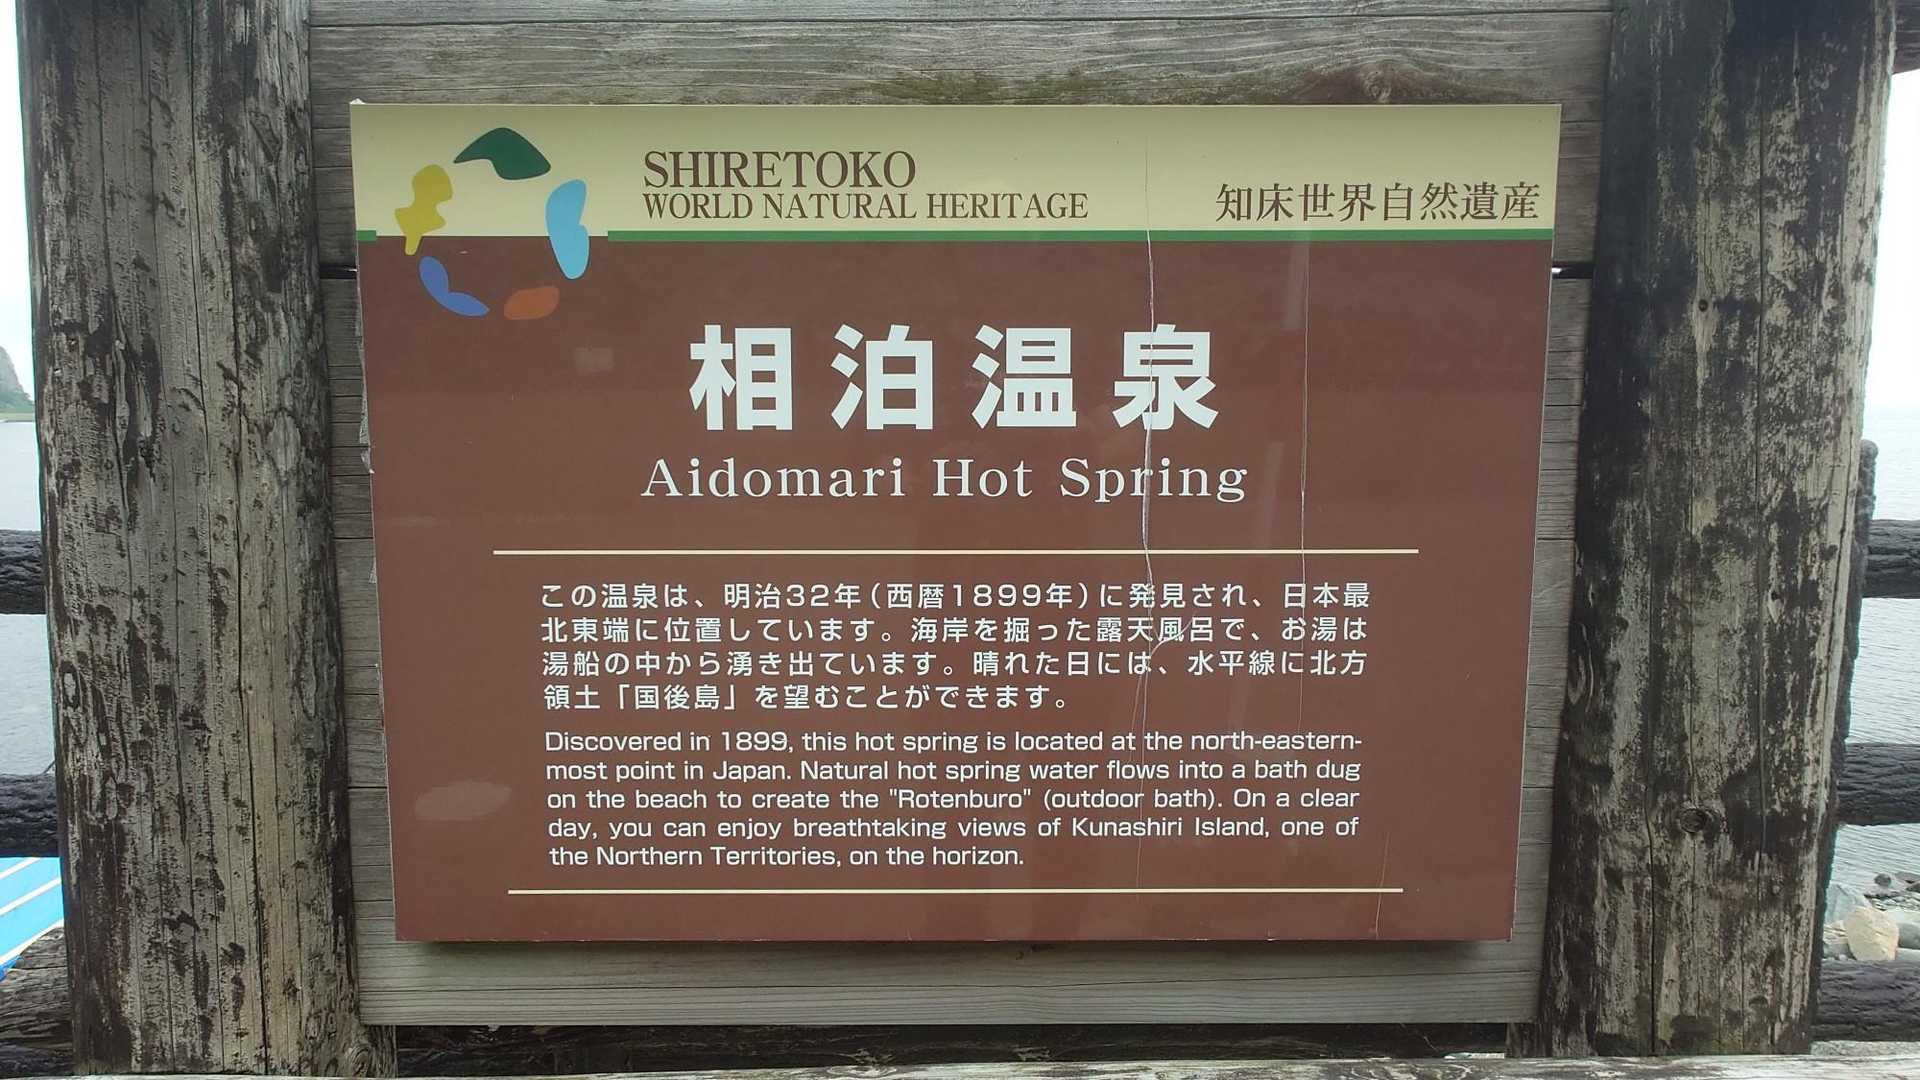 SHIRETOKO
WORLD NATURAL HERITAGE
知床世界自然遺産
相泊温泉
Aidomari Hot Spring
この温泉は、明治32年（西暦1899年）に発見され、日本最
北東端に位置しています。海岸を掘った露天風呂で、お湯は
湯船の中から湧き出ています。晴れた日には、水平線に北方
領土「国後島」を望むことができます。
Discovered in 1899, this hot spring is located at the north-eastern-
most point in Japan. Natural hot spring water flows into a bath dug
on the beach to create the "Rotenburo" (outdoor bath). On a clear
day, you can enjoy breathtaking views of Kunashiri Island, one of
the Northern Territories, on the horizon.